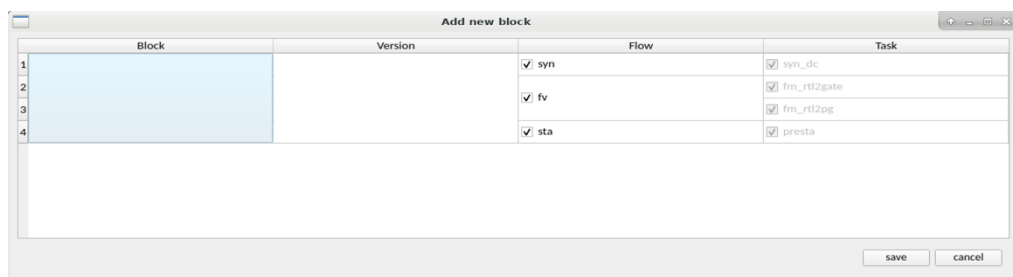 Add new block
Block Version Flow Task
1 syn syn_dc
2 fv fm_rtl2gate
3 fm_rtl2pg
4 sta presta
save cancel